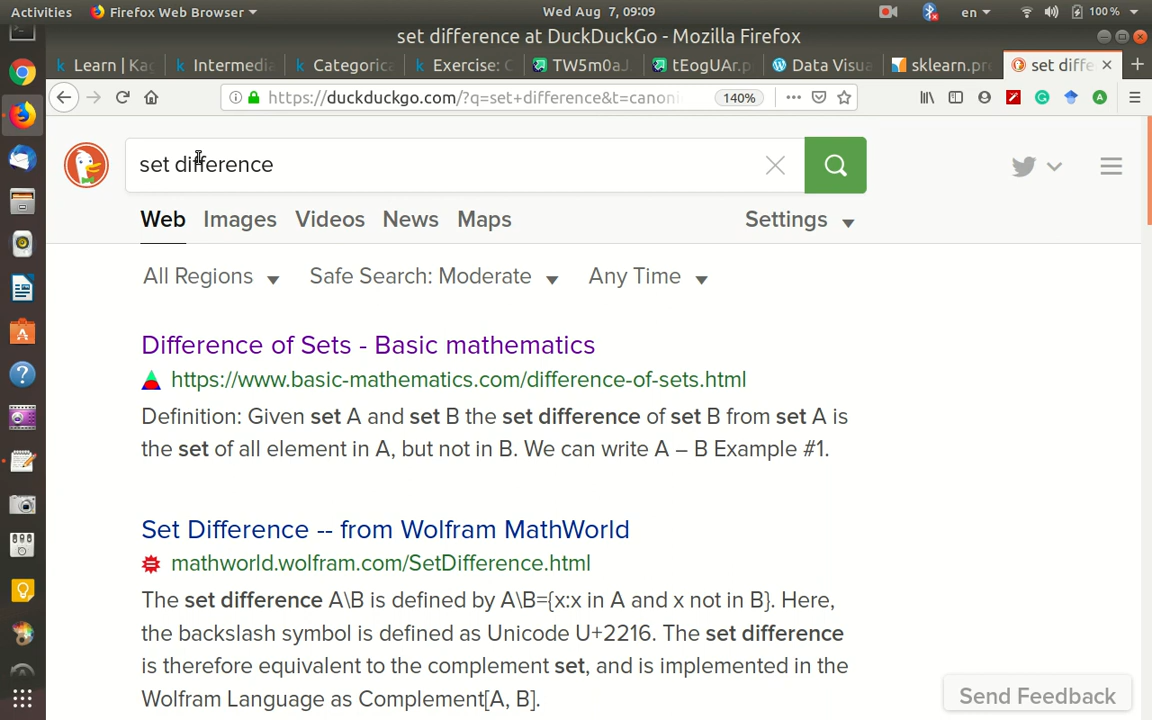 Activities Firefox Web Browser Wed Aug 7, 09:09 en 100 %
set difference at DuckDuckGo - Mozilla Firefox
Learn | Ka Intermedia Categorica Exercise: C TW5m0aJ tEogUAr.p Data Visua sklearn.pr set differe
https://duckduckgo.com/?q=set+difference&t=canoni 140%
set difference
Web Images Videos News Maps Settings
All Regions Safe Search: Moderate Any Time
Difference of Sets - Basic mathematics
https://www.basic-mathematics.com/difference-of-sets.html
Definition: Given set A and set B the set difference of set B from set A is
the set of all element in A, but not in B. We can write A – B Example #1.
Set Difference -- from Wolfram MathWorld
mathworld.wolfram.com/SetDifference.html
The set difference A\B is defined by A\B={x:x in A and x not in B}. Here,
the backslash symbol is defined as Unicode U+2216. The set difference
is therefore equivalent to the complement set, and is implemented in the
Wolfram Language as Complement[A, B].
Send Feedback